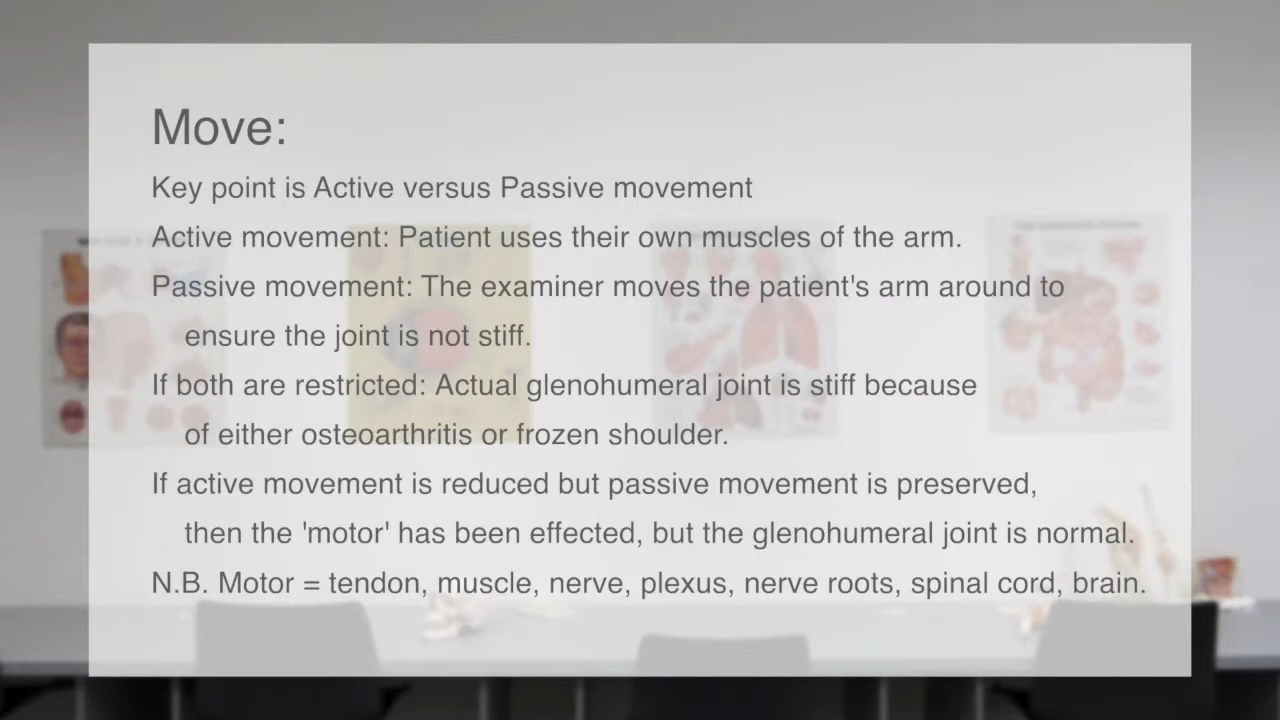 Move:
Key point is Active versus Passive movement
Active movement: Patient uses their own muscles of the arm.
Passive movement: The examiner moves the patient's arm around to
ensure the joint is not stiff.
If both are restricted: Actual glenohumeral joint is stiff because
of either osteoarthritis or frozen shoulder.
If active movement is reduced but passive movement is preserved,
then the 'motor' has been effected, but the glenohumeral joint is normal.
N.B. Motor = tendon, muscle, nerve, plexus, nerve roots, spinal cord, brain.